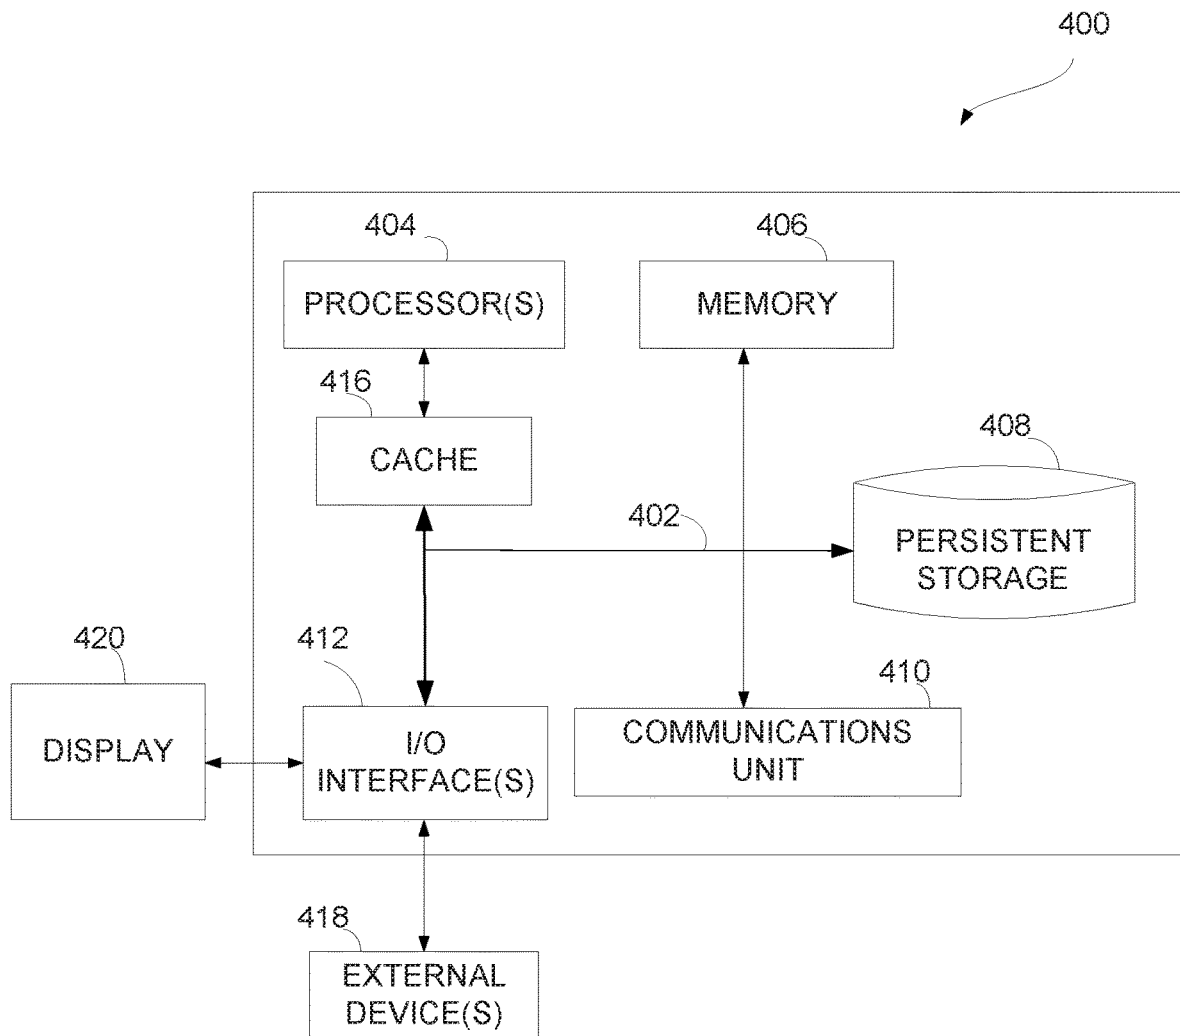 400
404
PROCESSOR(S)
406
MEMORY
416
CACHE
408
PERSISTENT
STORAGE
402
420
DISPLAY
412
I/O
INTERFACE(S)
410
COMMUNICATIONS
UNIT
418
EXTERNAL
DEVICE(S)